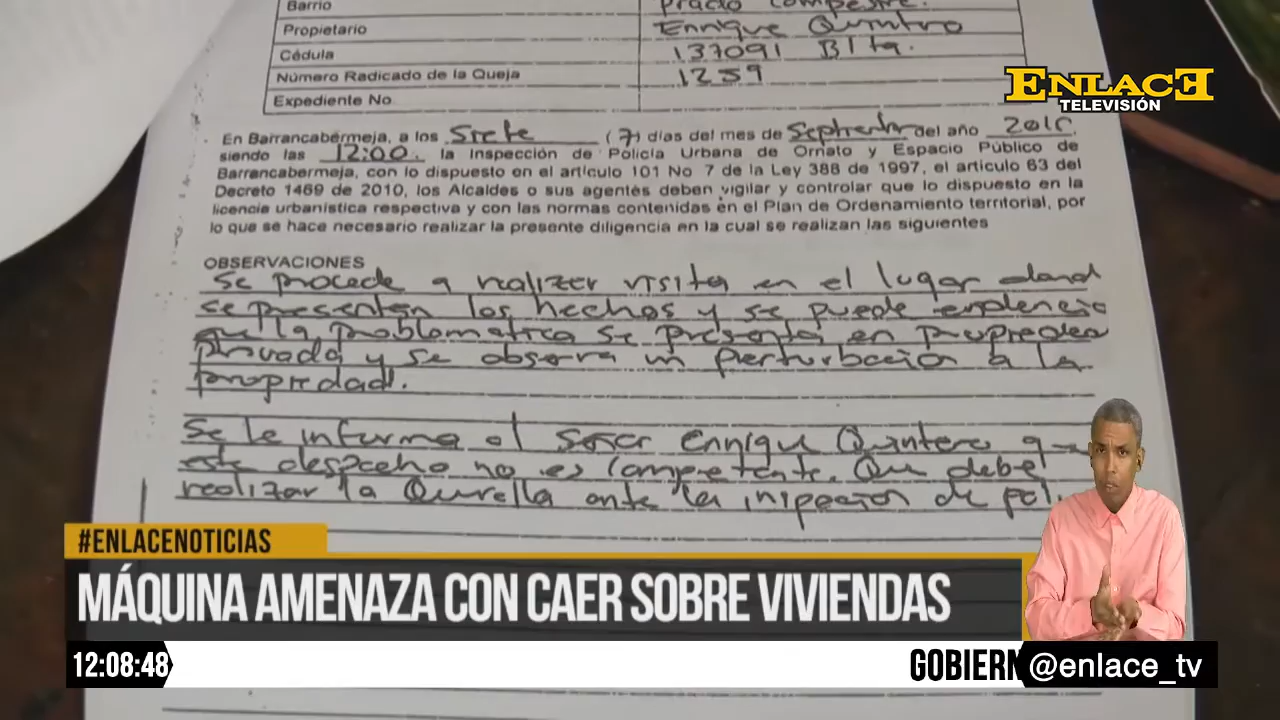 Barrio Prado Campestre.
Propietario Enrique Quintero
Cédula 137091 Blta.
Número Radicado de la Queja 1259
Expediente No
ENLACE
TELEVISIÓN
En Barrancabermeja, a los Siete (7) días del mes de Septiembre del año
siendo las 12:00. la Inspección de Policía Urbana de Ornato y Espacio Público de
Barrancabermeja, con lo dispuesto en el artículo 101 No 7 de la Ley 388 de 1997, el artículo 63 del
Decreto 1469 de 2010, los Alcaldes o sus agentes deben vigilar y controlar que lo dispuesto en la
licencia urbanística respectiva y con las normas contenidas en el Plan de Ordenamiento territorial, por
lo que se hace necesario realizar la presente diligencia en la cual se realizan las siguientes
OBSERVACIONES
Se procede a realizar visita en el lugar dond
se presentan los hechos y se puede evidencia
que la problematica se presenta en propiedad
privada y se observa un perturbacion a la
propiedad.
Se le informa al señor Enrique Quintero q
este despacho no es competente. Que debe
realizar la Querella ante la inspeccion de pol.
#ENLACENOTICIAS
MÁQUINA AMENAZA CON CAER SOBRE VIVIENDAS
12:08:48 GOBIERN @enlace_tv